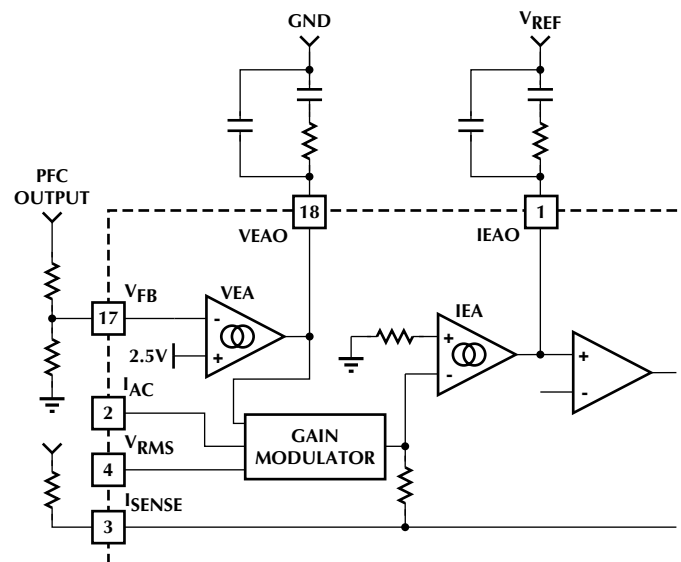 GND
VREF
PFC
OUTPUT
18
1
VEAO
IEAO
VFB
VEA
IEA
17
-
+
+
-
+
-
2.5V
IAC
2
GAIN
MODULATOR
VRMS
4
ISENSE
3